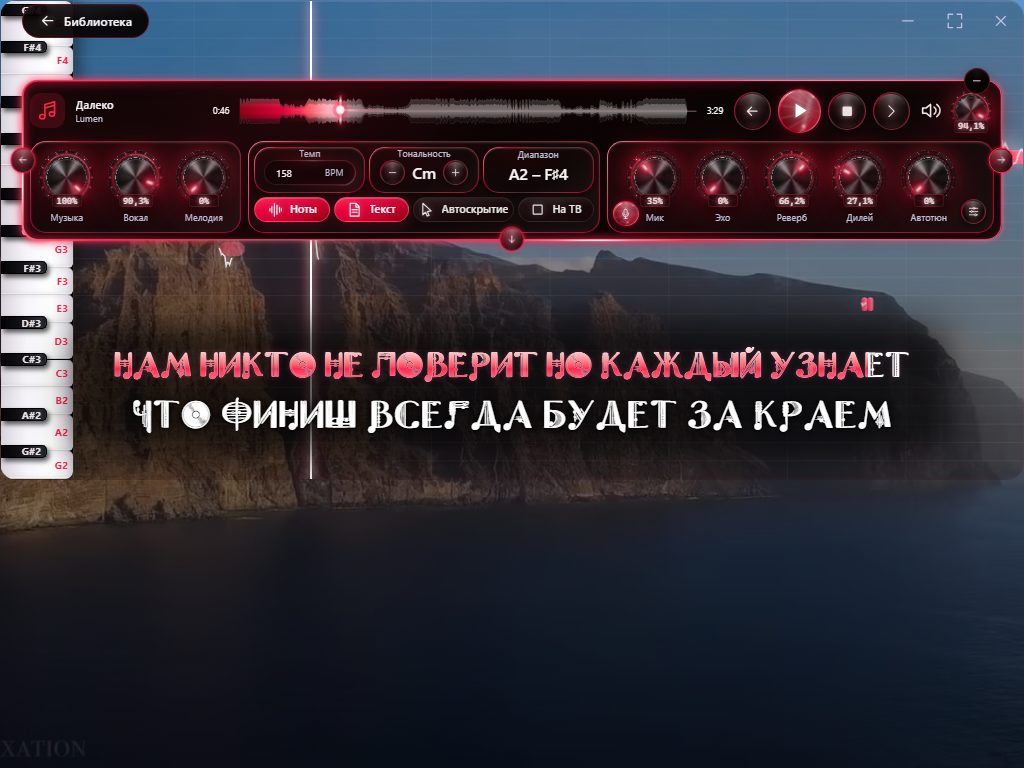 Библиотека
F#4
F4
Далеко
Lumen
0:46
3:29
94,1%
100%
Музыка
90,3%
Вокал
0%
Мелодия
Темп
158 BPM
Тональность
− Cm +
Диапазон
A2 – F♯4
Ноты
Текст
Автоскрытие
На ТВ
35%
Мик
0%
Эхо
66,2%
Реверб
27,1%
Дилей
0%
Автотюн
G3
F#3
F3
E3
D#3
D3
C#3
C3
B2
A#2
A2
G#2
G2
НАМ НИКТО НЕ ПОВЕРИТ НО КАЖДЫЙ УЗНАЕТ
ЧТО ФИНИШ ВСЕГДА БУДЕТ ЗА КРАЕМ
XATION